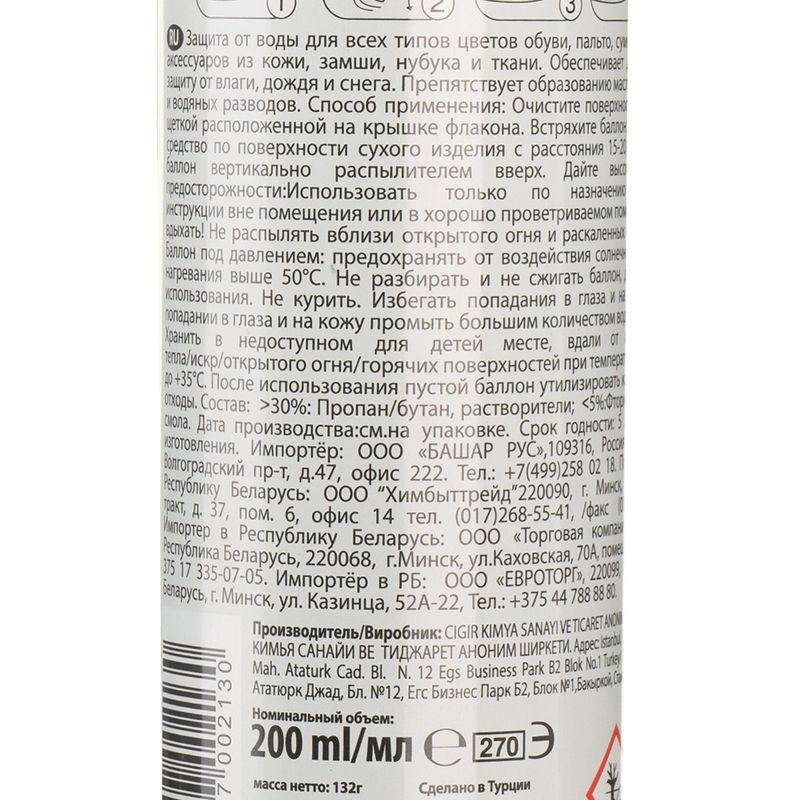 1 2 3
RU Защита от воды для всех типов цветов обуви, пальто,
аксессуаров из кожи, замши, нубука и ткани. Обеспечивает
защиту от влаги, дождя и снега. Препятствует образованию
и водяных разводов. Способ применения: Очистите
щеткой расположенной на крышке флакона. Встряхите баллон
средство по поверхности сухого изделия с расстояния 15-20
баллон вертикально распылителем вверх. Дайте
предосторожности:Использовать только по назначению
инструкции вне помещения или в хорошо проветриваемом
вдыхать! Не распылять вблизи открытого огня и раскаленных
Баллон под давлением: предохранять от воздействия
нагревания выше 50°С. Не разбирать и не сжигать баллон,
использования. Не курить. Избегать попадания в глаза и на
попадании в глаза и на кожу промыть большим количеством
Хранить в недоступном для детей месте, вдали от
тепла/искр/открытого огня/горячих поверхностей при
до +35°С. После использования пустой баллон утилизировать
отходы. Состав: >30%: Пропан/бутан, растворители; <5%:
смола. Дата производства:см.на упаковке. Срок годности: 5
изготовления. Импортёр: ООО «БАШАР РУС»,109316,
Волгоградский пр-т, д.47, офис 222. Тел.: +7(499)258 02 18.
Республику Беларусь: ООО "Химбыттрейд"220090, г. Минск,
тракт, д. 37, пом. 6, офис 14 тел. (017)268-55-41, /факс
Импортер в Республику Беларусь: ООО «Торговая
Республика Беларусь, 220068, г.Минск, ул.Каховская, 70А,
375 17 335-07-05. Импортёр в РБ: ООО «ЕВРОТОРГ», 220099,
Беларусь, г. Минск, ул. Казинца, 52А-22, Тел.: +375 44 788 88 80.
Производитель/Виробник: CIGIR KIMYA SANAYI VE TICARET
КИМЬЯ САНАЙИ ВЕ ТИДЖАРЕТ АНОНИМ ШИРКЕТИ. Адрес: Istanbul,
Mah. Ataturk Cad. Bl. N. 12 Egs Business Park B2 Blok No.1
Ататюрк Джад, Бл. №12, Егс Бизнес Парк Б2, Блок №1,Бакыркой,
Номинальный объем:
200 ml/мл ℮ 270 Э
масса нетто: 132г Сделано в Турции
7 002130